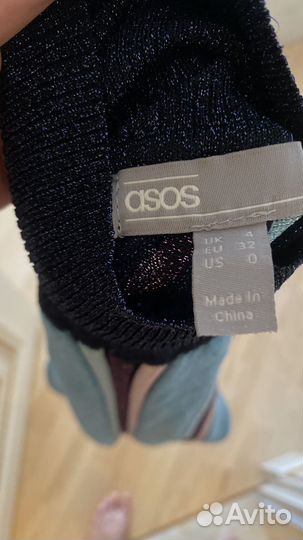 asos
UK 4
EU 32
US 0
Made In
China
Avito